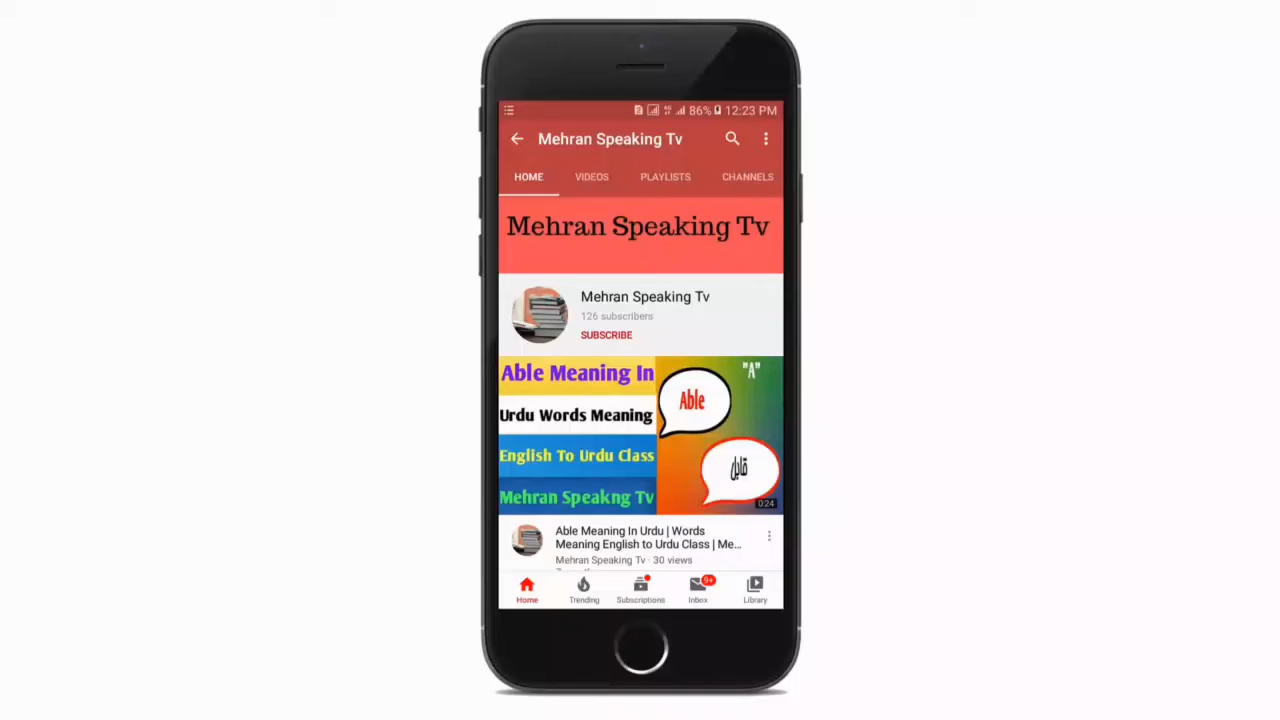 86% 12:23 PM
Mehran Speaking Tv
HOME VIDEOS PLAYLISTS CHANNELS
Mehran Speaking Tv
Mehran Speaking Tv
126 subscribers
SUBSCRIBE
Able Meaning In
Urdu Words Meaning
English To Urdu Class
Mehran Speakng Tv
"A"
Able
قابل
0:24
Able Meaning In Urdu | Words
Meaning English to Urdu Class | Me...
Mehran Speaking Tv · 30 views
9+
Home Trending Subscriptions Inbox Library